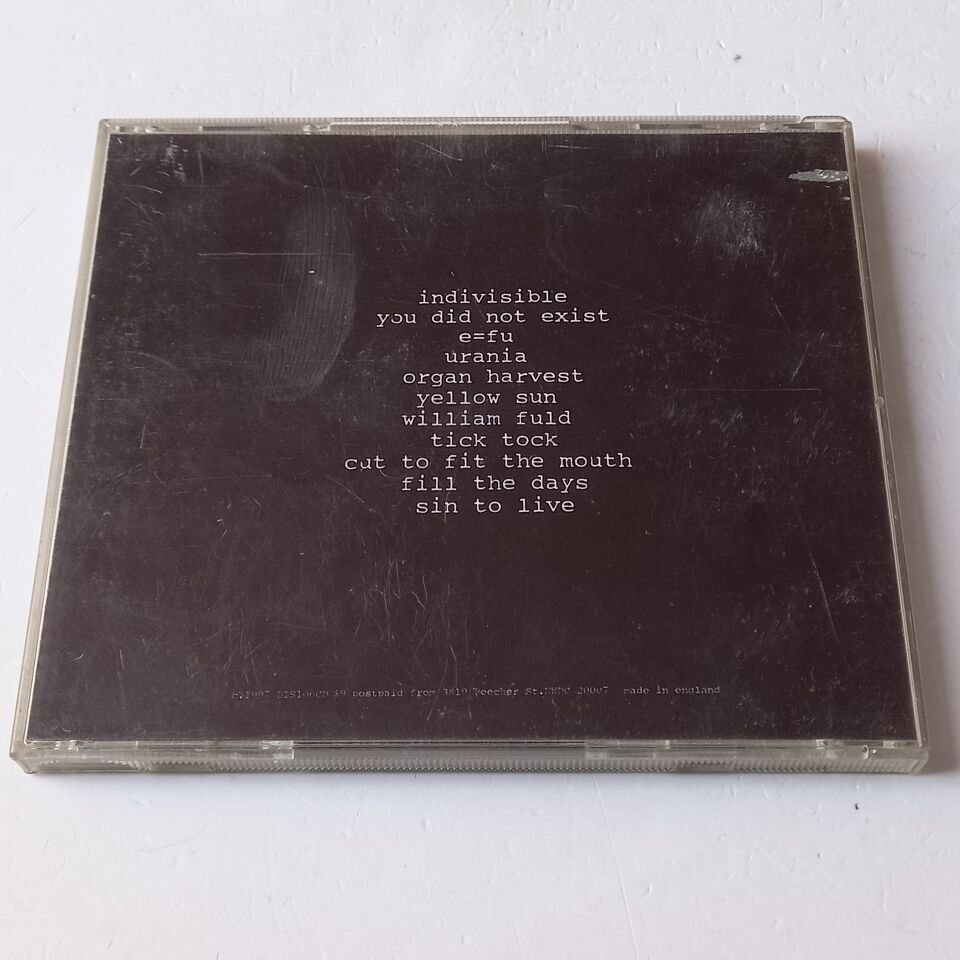 indivisible
you did not exist
e=fu
urania
organ harvest
yellow sun
william fuld
tick tock
cut to fit the mouth
fill the days
sin to live
c.1997 DIS106CD $9 postpaid from 3819 Beecher St.NWDC 20007 made in england